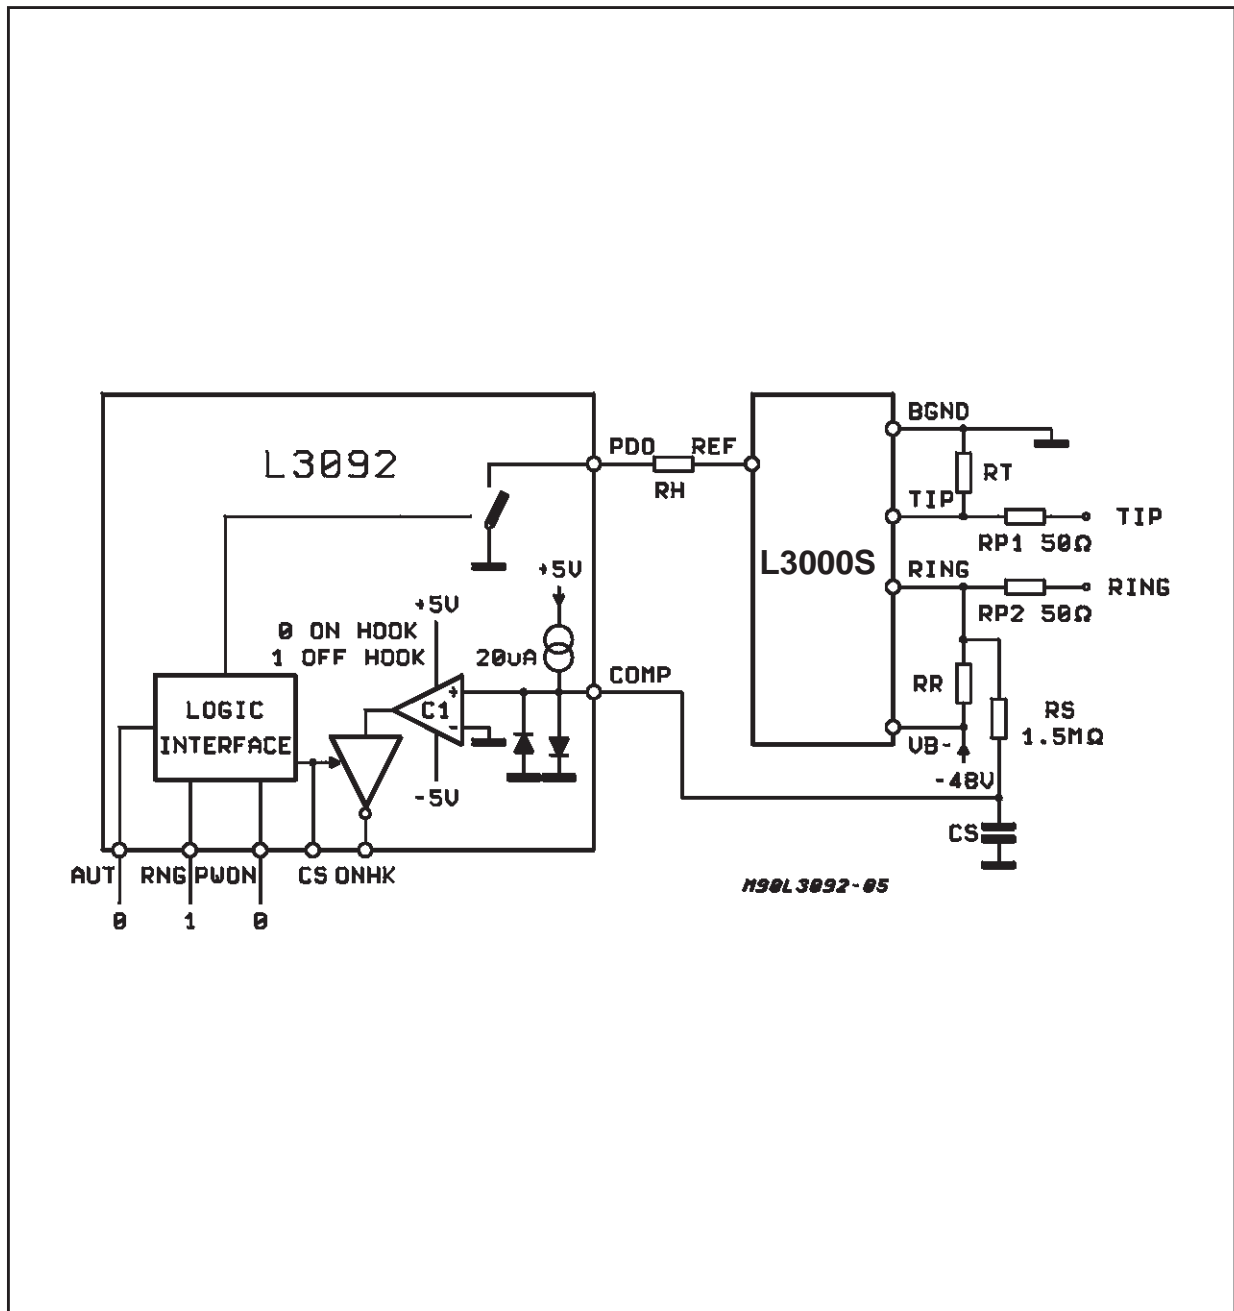 BGND
L3092
PDO
REF
RH
RT
TIP
TIP
RP1 50Ω
L3000S
+5V
RING
RING
+5V
RP2 50Ω
0 ON HOOK
1 OFF HOOK
20uA
COMP
LOGIC
INTERFACE
C1
+
-
RR
RS
1.5MΩ
VB-
-48V
-5V
CS
AUT
RNG
PWON
CS
ONHK
M90L3092-05
0
1
0